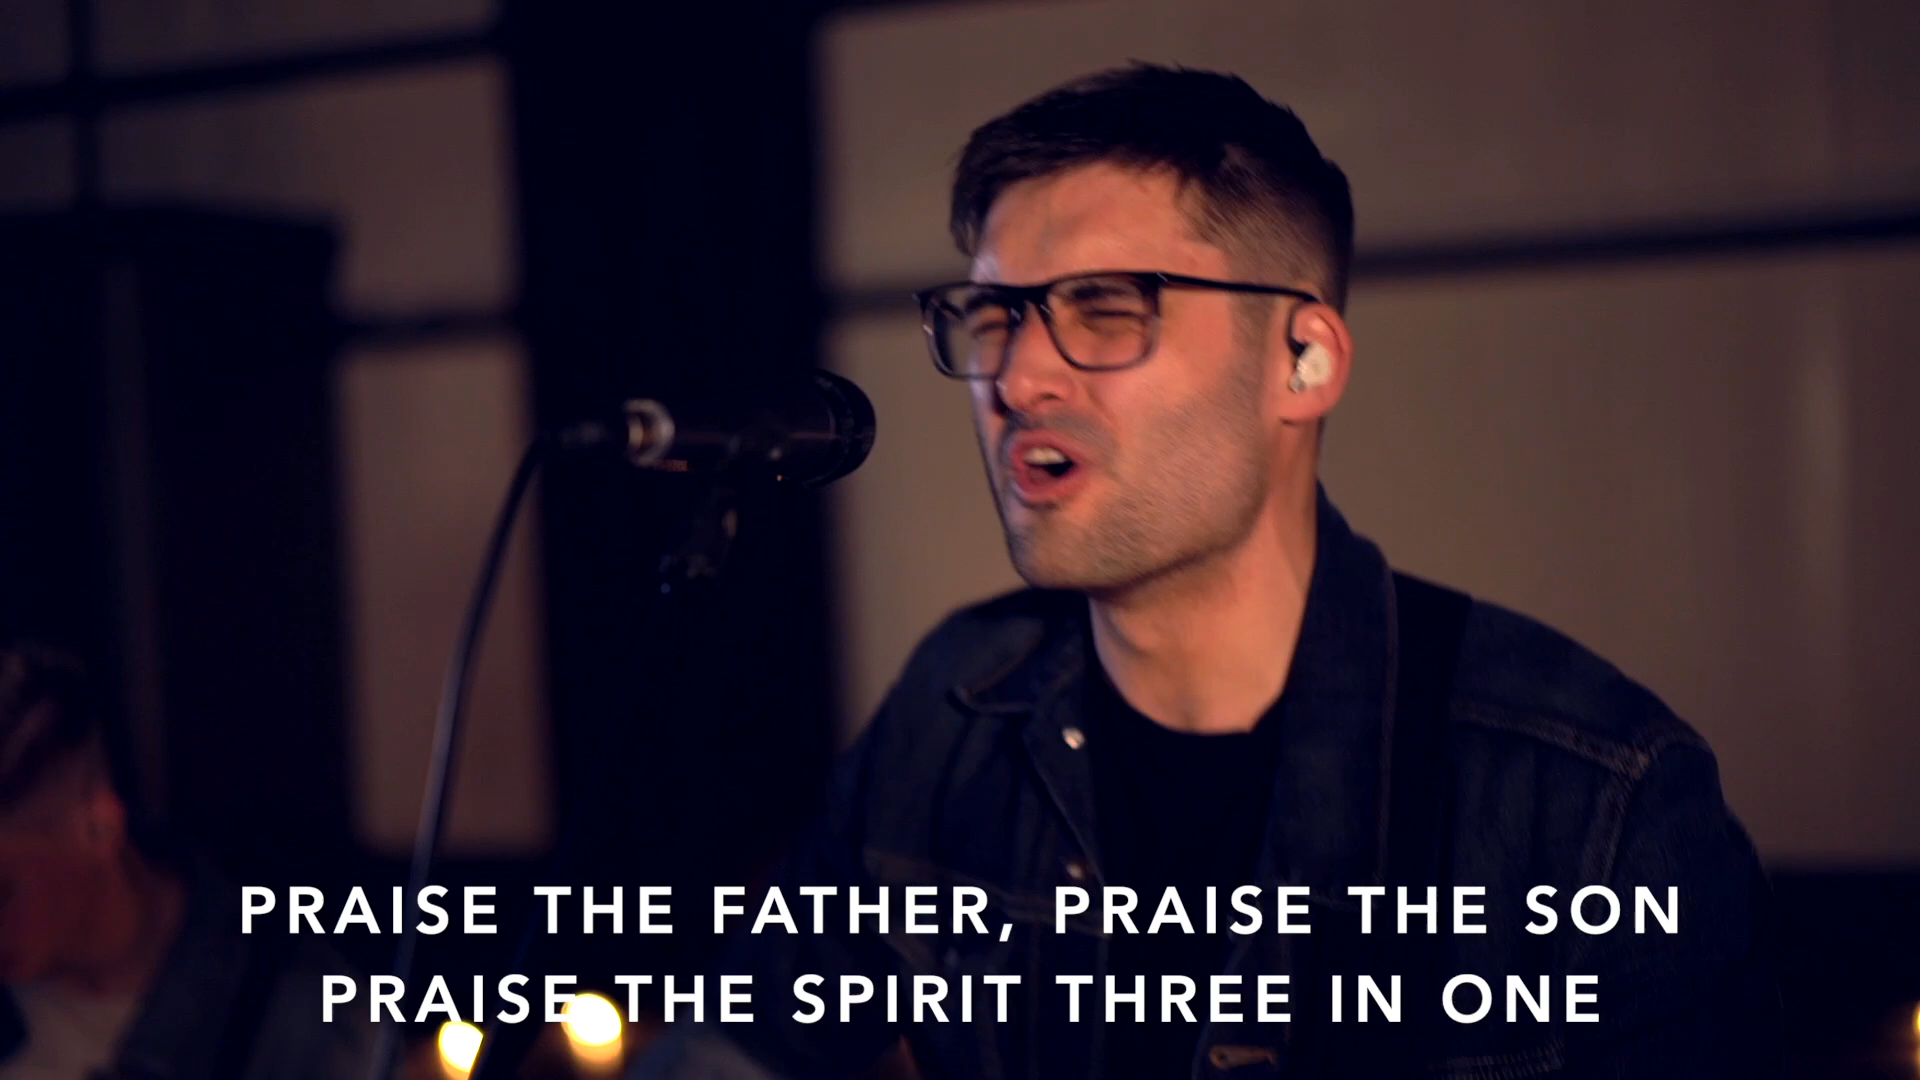 PRAISE THE FATHER, PRAISE THE SON
PRAISE THE SPIRIT THREE IN ONE